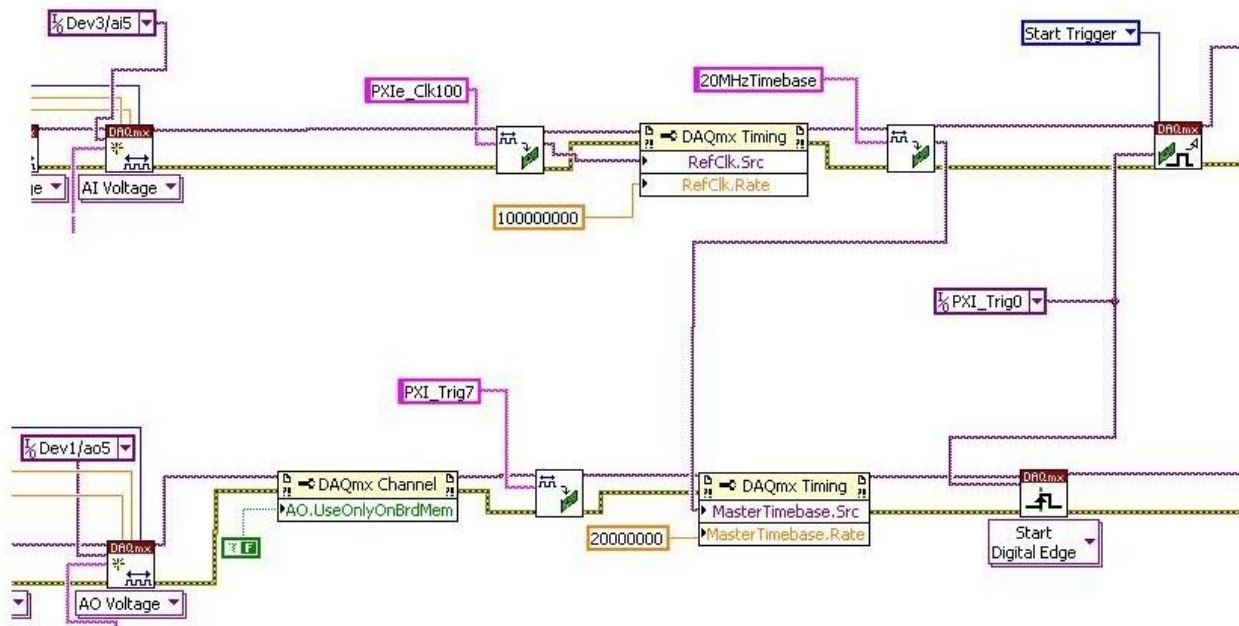 Dev3/ai5
Start Trigger
PXIe_Clk100
20MHzTimebase
DAQmx
DAQmx Timing
DAQmx
RefClk.Src
AI Voltage
RefClk.Rate
100000000
PXI_Trig0
PXI_Trig7
Dev1/ao5
DAQmx Channel
DAQmx Timing
DAQmx
AO.UseOnlyOnBrdMem
MasterTimebase.Src
20000000
MasterTimebase.Rate
F
Start
Digital Edge
DAQmx
AO Voltage